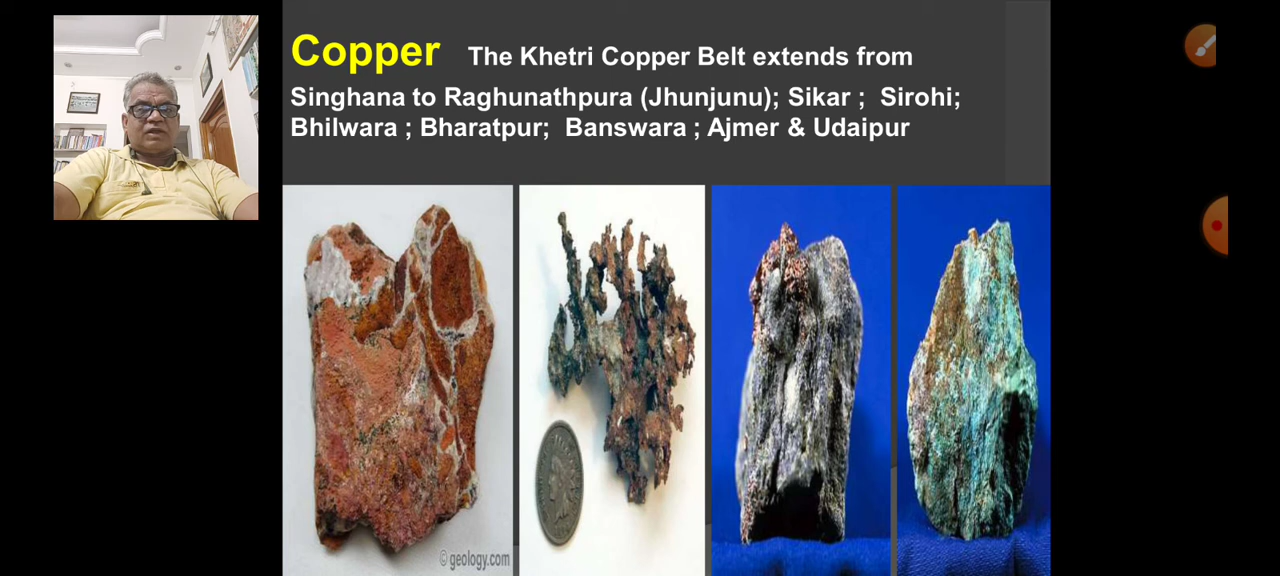 Copper The Khetri Copper Belt extends from
Singhana to Raghunathpura (Jhunjunu); Sikar ; Sirohi;
Bhilwara ; Bharatpur; Banswara ; Ajmer & Udaipur
© geology.com